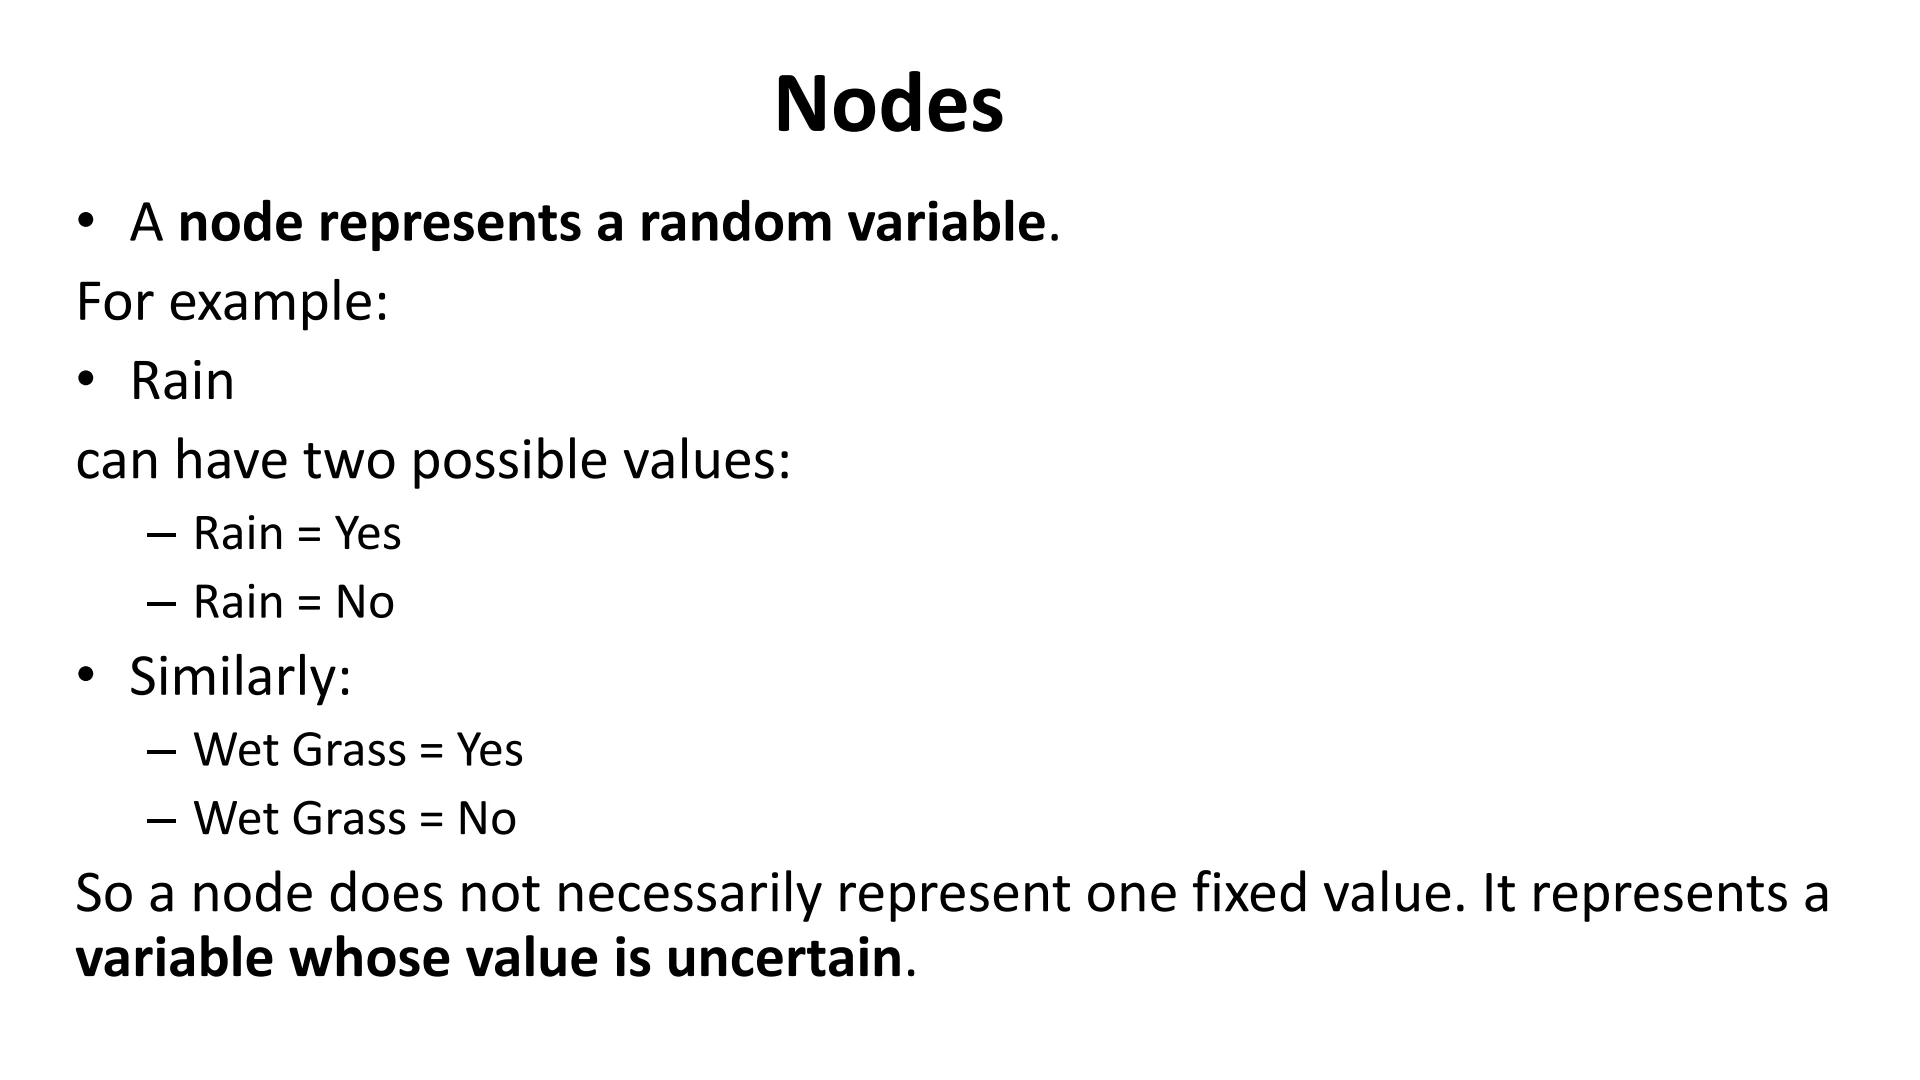 Nodes
• A node represents a random variable.
For example:
• Rain
can have two possible values:
– Rain = Yes
– Rain = No
• Similarly:
– Wet Grass = Yes
– Wet Grass = No
So a node does not necessarily represent one fixed value. It represents a
variable whose value is uncertain.